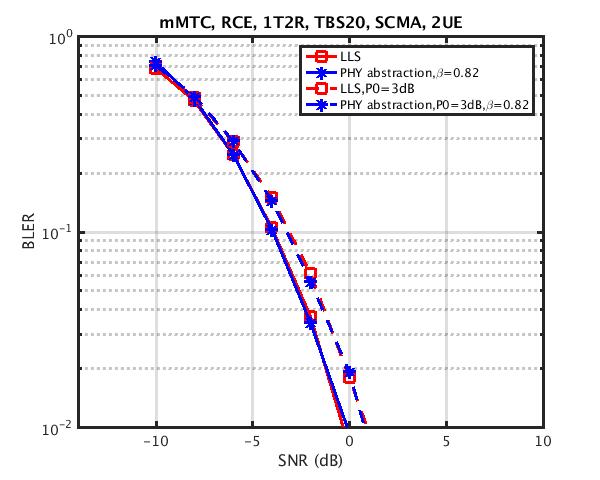 mMTC, RCE, 1T2R, TBS20, SCMA, 2UE
LLS
PHY abstraction,β=0.82
LLS,P0=3dB
PHY abstraction,P0=3dB,β=0.82
10^0
10^-1
10^-2
BLER
-10 -5 0 5 10
SNR (dB)